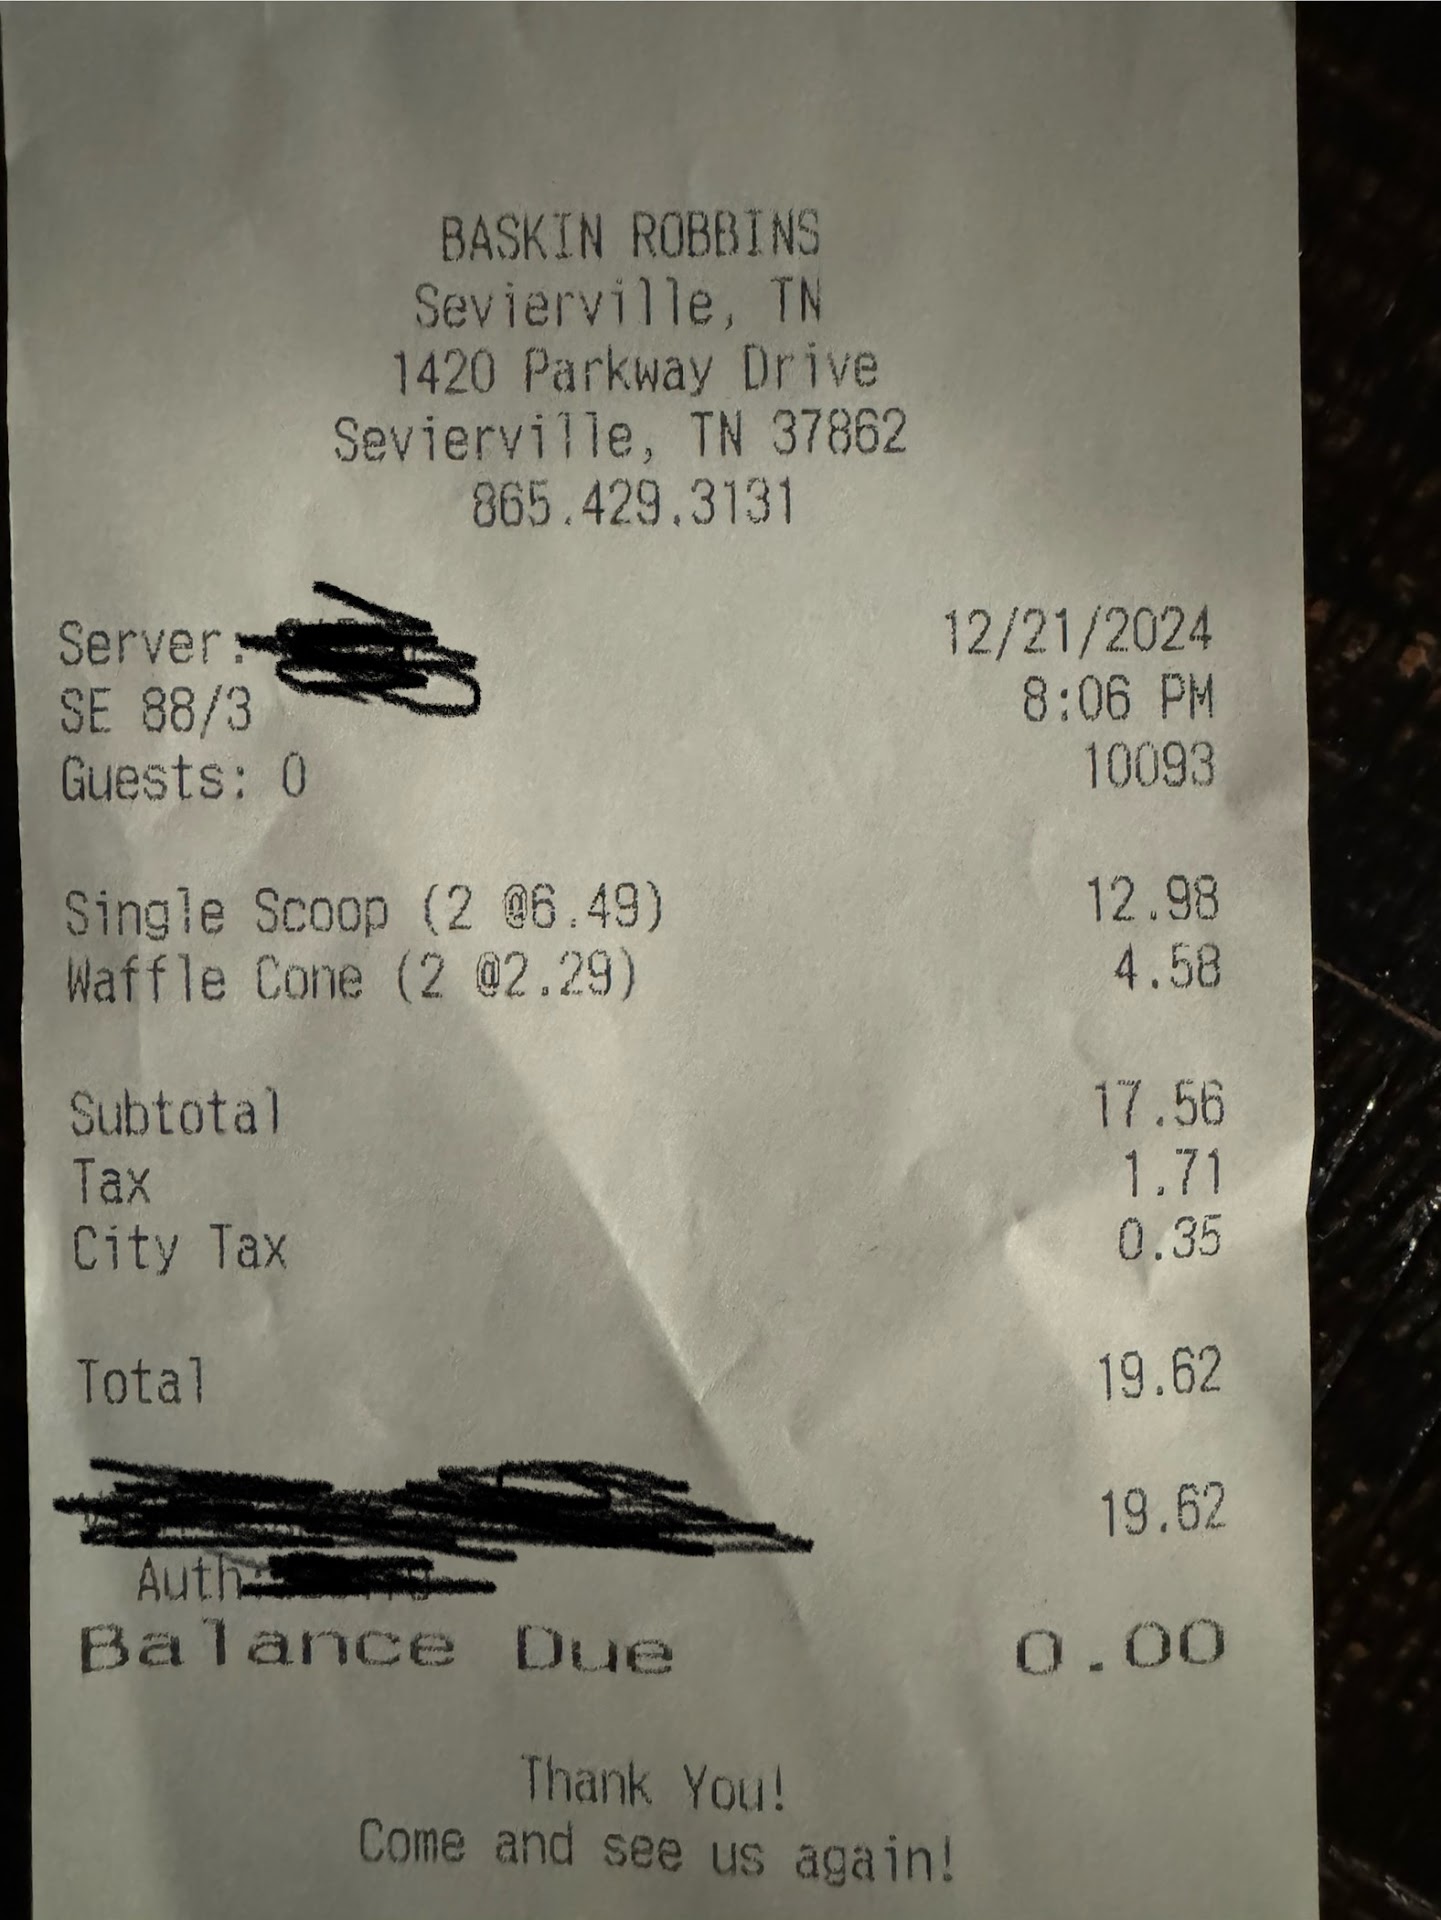 BASKIN ROBBINS
Sevierville, TN
1420 Parkway Drive
Sevierville, TN 37862
865.429.3131
Server: 12/21/2024
SE 88/3 8:06 PM
Guests: 0 10093
Single Scoop (2 @6.49) 12.98
Waffle Cone (2 @2.29) 4.58
Subtotal 17.56
Tax 1.71
City Tax 0.35
Total 19.62
19.62
Auth:
Balance Due 0.00
Thank You!
Come and see us again!